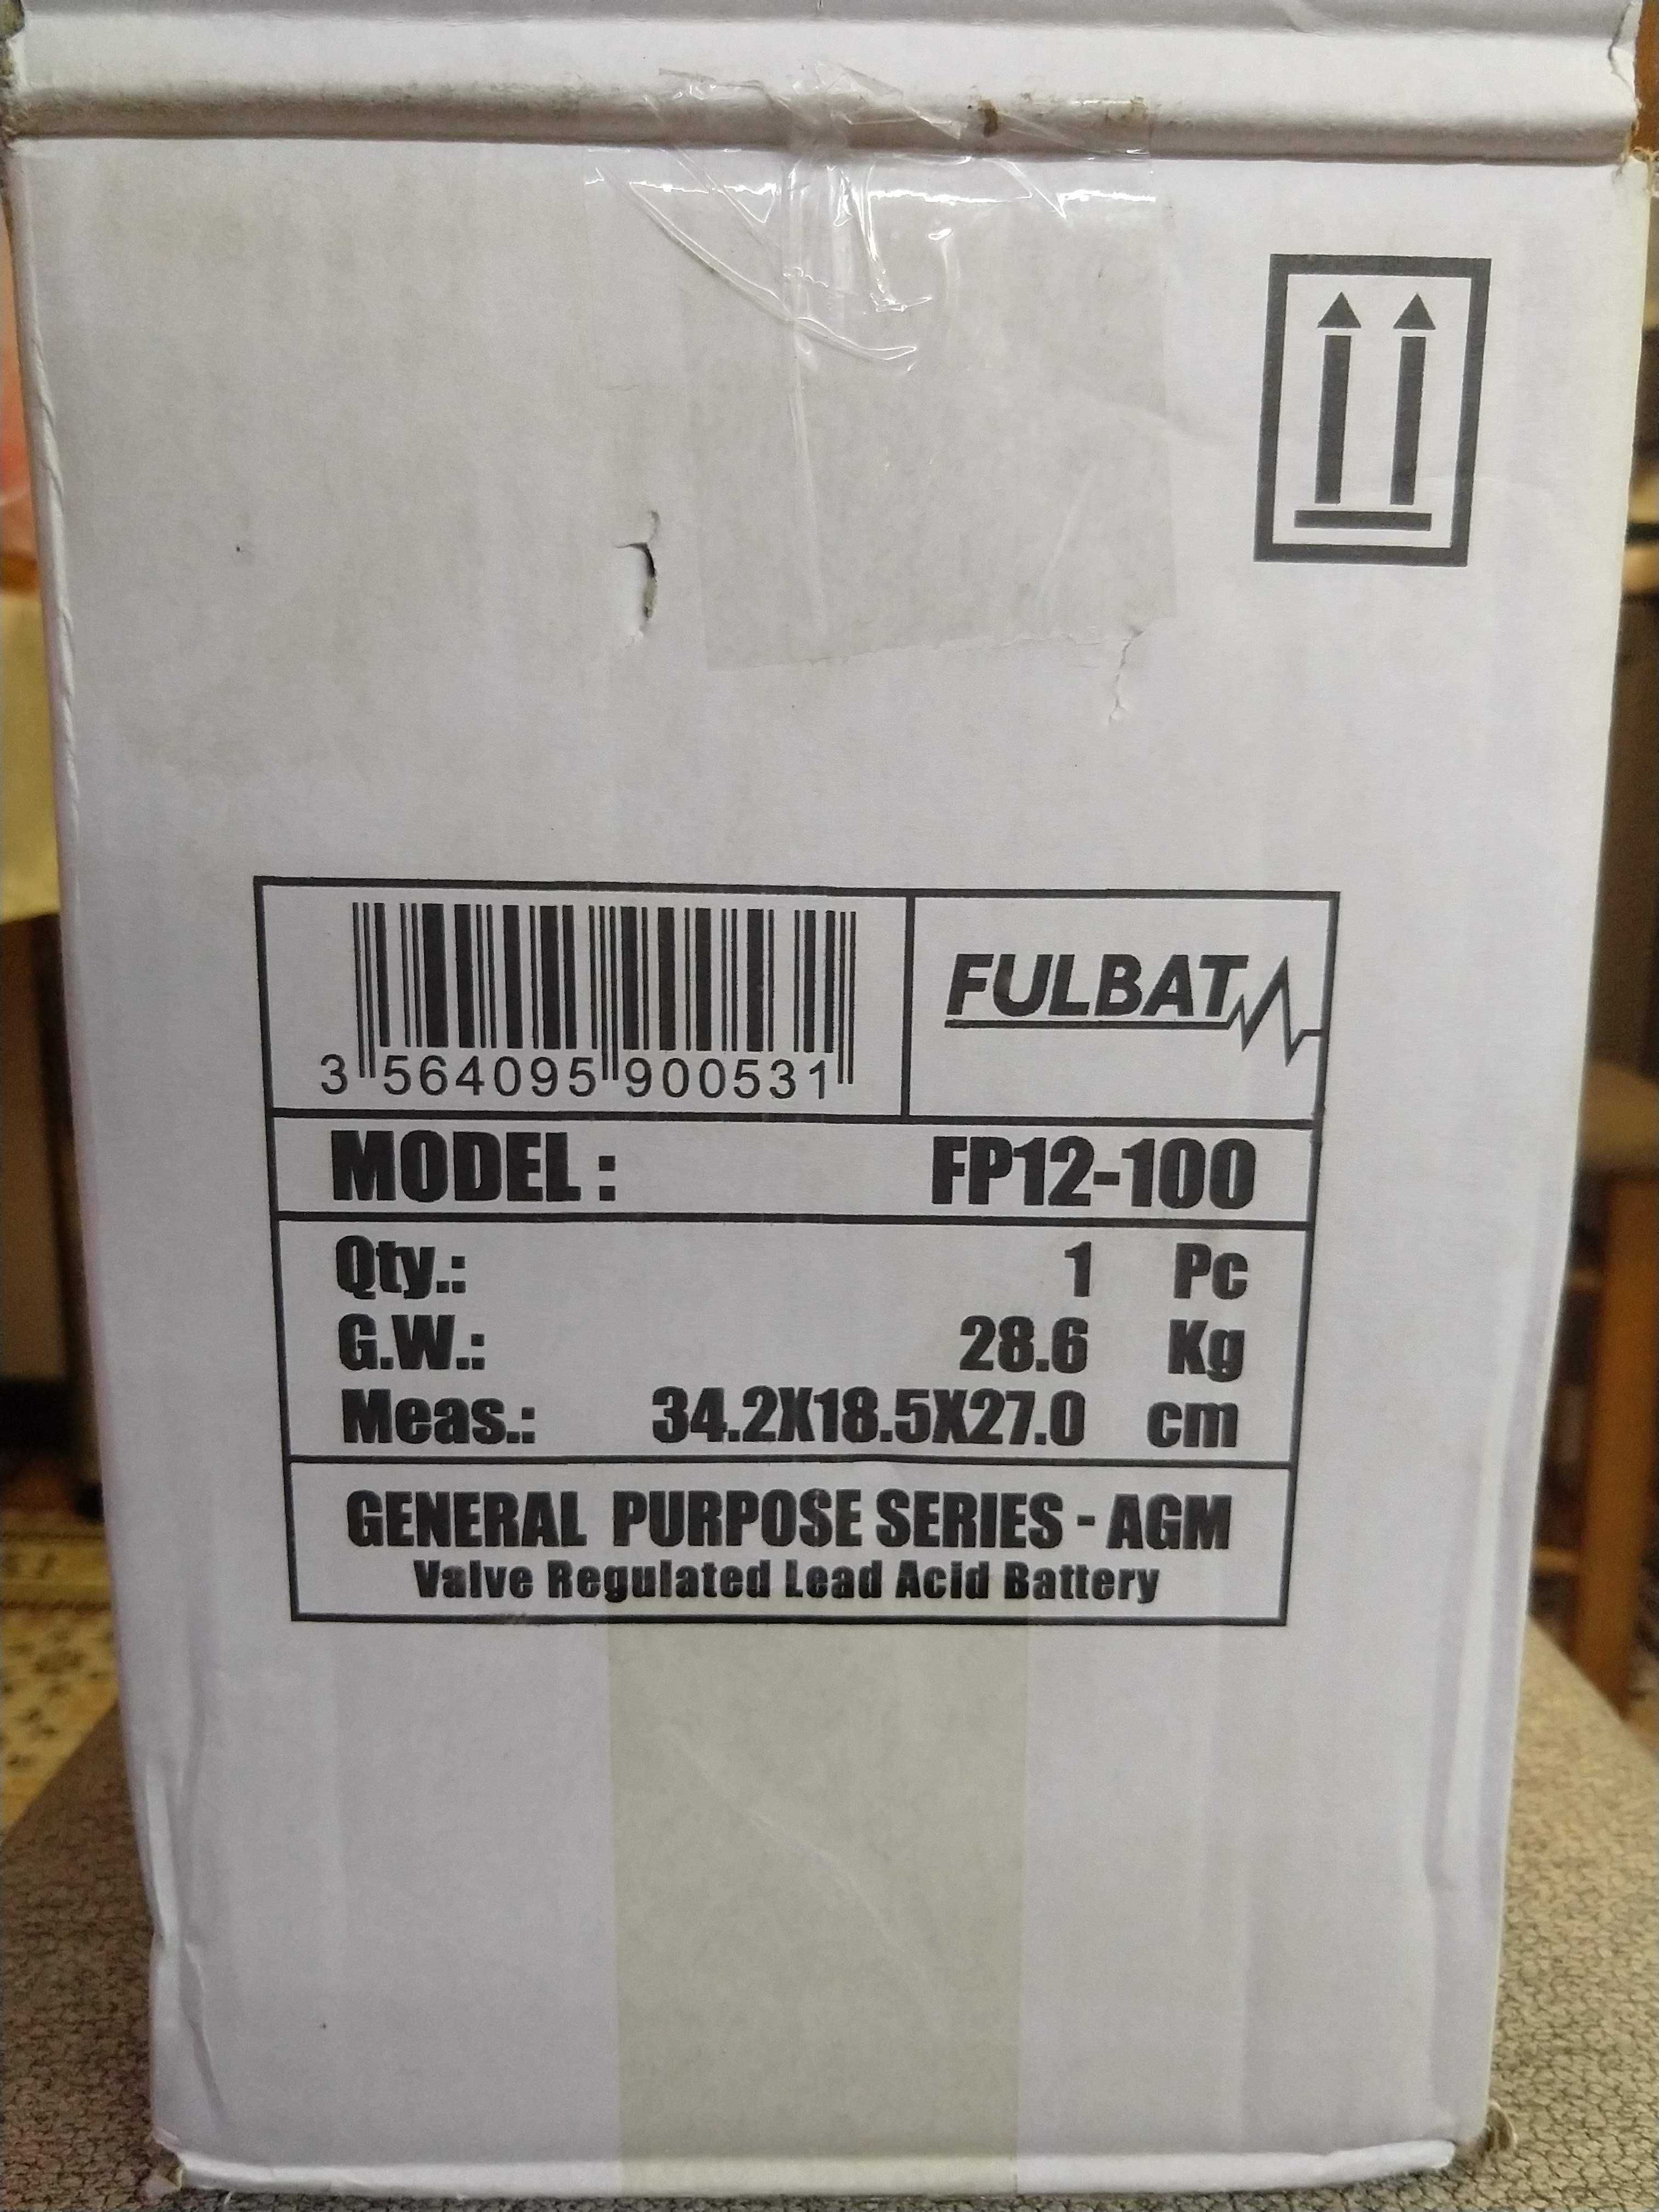 3 564095 900531
FULBAT
MODEL : FP12-100
Qty.: 1 Pc
G.W.: 28.6 Kg
Meas.: 34.2X18.5X27.0 cm
GENERAL PURPOSE SERIES - AGM
Valve Regulated Lead Acid Battery